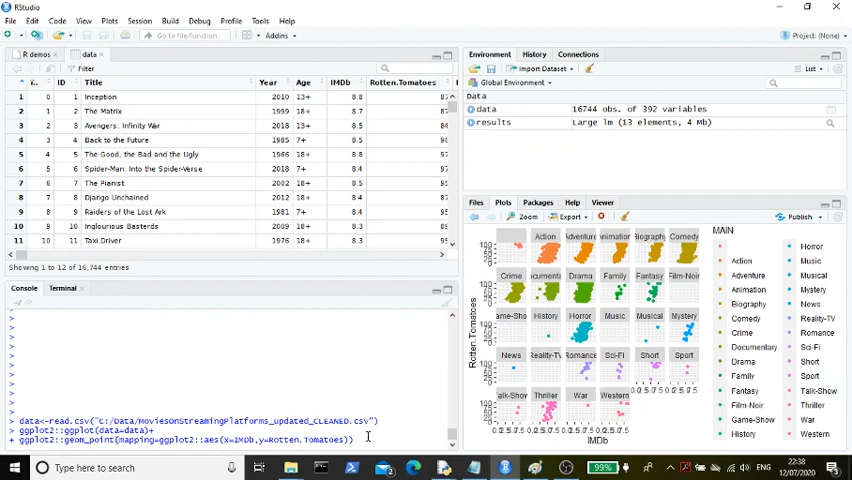 RStudio
File Edit Code View Plots Session Build Debug Profile Tools Help
Go to file/function
Addins
Project: (None)
R demos
data
Filter
ID Title Year Age IMDb Rotten.Tomatoes
1 0 1 Inception 2010 13+ 8.8
2 1 2 The Matrix 1999 18+ 8.7
3 2 3 Avengers: Infinity War 2018 13+ 8.5
4 3 4 Back to the Future 1985 7+ 8.5
5 4 5 The Good, the Bad and the Ugly 1966 18+ 8.8
6 5 6 Spider-Man: Into the Spider-Verse 2018 7+ 8.4
7 6 7 The Pianist 2002 18+ 8.5
8 7 8 Django Unchained 2012 18+ 8.4
9 8 9 Raiders of the Lost Ark 1981 7+ 8.4
10 9 10 Inglourious Basterds 2009 18+
11 10 11 Taxi Driver 1976 18+
Showing 1 to 12 of 16,744 entries
Console Terminal
~/
> data<-read.csv("C:/Data/MoviesOnStreamingPlatforms_updated_CLEANED.csv")
> ggplot2::ggplot(data=data)+
+ ggplot2::geom_point(mapping=ggplot2::aes(x=IMDb,y=Rotten.Tomatoes))
Environment History Connections
Import Dataset
List
Global Environment
Data
data 16744 obs. of 392 variables
results Large lm (13 elements, 4 Mb)
Files Plots Packages Help Viewer
Zoom Export Publish
Rotten.Tomatoes
Action Adventure Animation Biography Comedy
Crime Documenta Drama Family Fantasy Film-Noir
ame-Sho History Horror Music Musical Mystery
News Reality-TV Romance Sci-Fi Short Sport
alk-Show Thriller War Western
IMDb
MAIN
Action
Adventure
Animation
Biography
Comedy
Crime
Documentary
Drama
Family
Fantasy
Film-Noir
Game-Show
History
Horror
Music
Musical
Mystery
News
Reality-TV
Romance
Sci-Fi
Short
Sport
Talk-Show
Thriller
War
Western
Type here to search
99%
ENG
22:38
12/07/2020